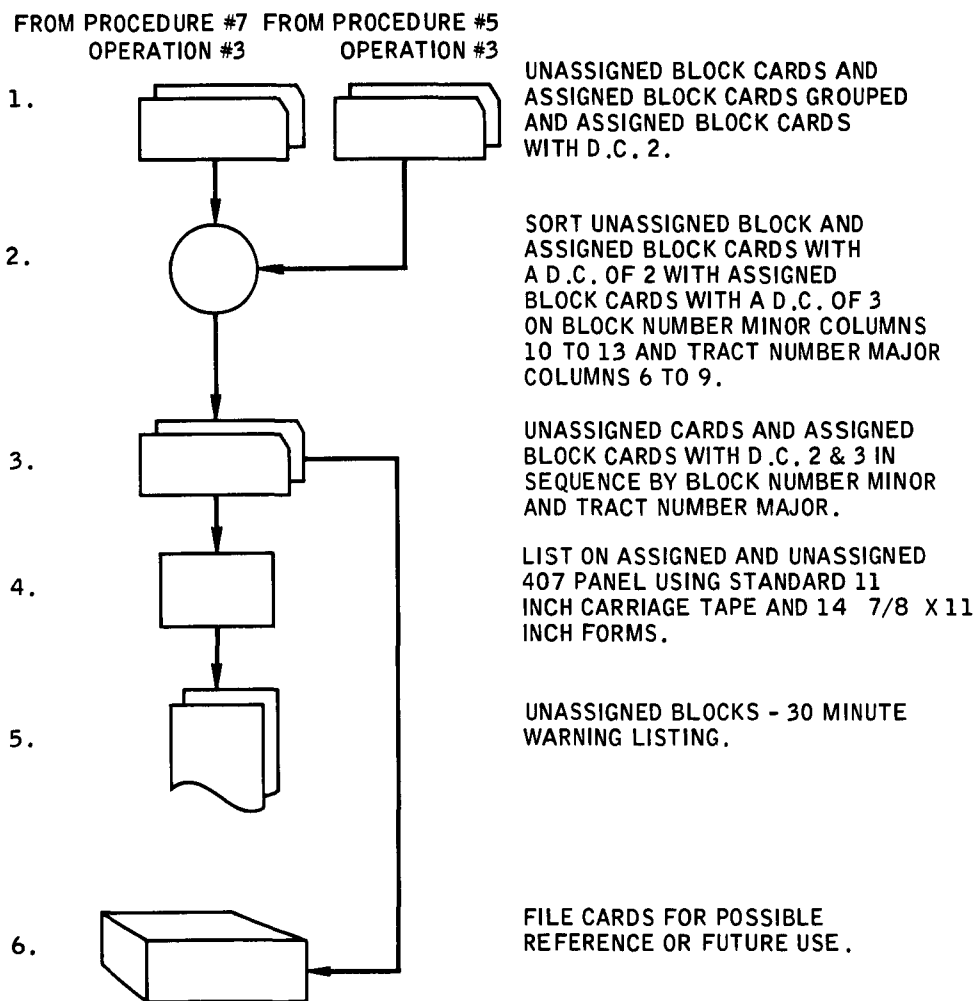 FROM PROCEDURE #7 FROM PROCEDURE #5
OPERATION #3 OPERATION #3
1.
UNASSIGNED BLOCK CARDS AND
ASSIGNED BLOCK CARDS GROUPED
AND ASSIGNED BLOCK CARDS
WITH D.C. 2.
2.
SORT UNASSIGNED BLOCK AND
ASSIGNED BLOCK CARDS WITH
A D.C. OF 2 WITH ASSIGNED
BLOCK CARDS WITH A D.C. OF 3
ON BLOCK NUMBER MINOR COLUMNS
10 TO 13 AND TRACT NUMBER MAJOR
COLUMNS 6 TO 9.
3.
UNASSIGNED CARDS AND ASSIGNED
BLOCK CARDS WITH D.C. 2 & 3 IN
SEQUENCE BY BLOCK NUMBER MINOR
AND TRACT NUMBER MAJOR.
4.
LIST ON ASSIGNED AND UNASSIGNED
407 PANEL USING STANDARD 11
INCH CARRIAGE TAPE AND 14 7/8 X 11
INCH FORMS.
5.
UNASSIGNED BLOCKS - 30 MINUTE
WARNING LISTING.
6.
FILE CARDS FOR POSSIBLE
REFERENCE OR FUTURE USE.